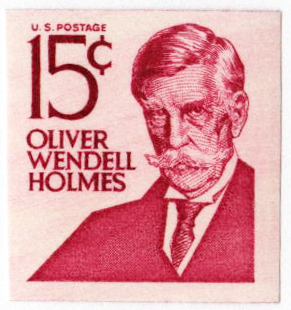 U.S. POSTAGE
15¢
OLIVER
WENDELL
HOLMES